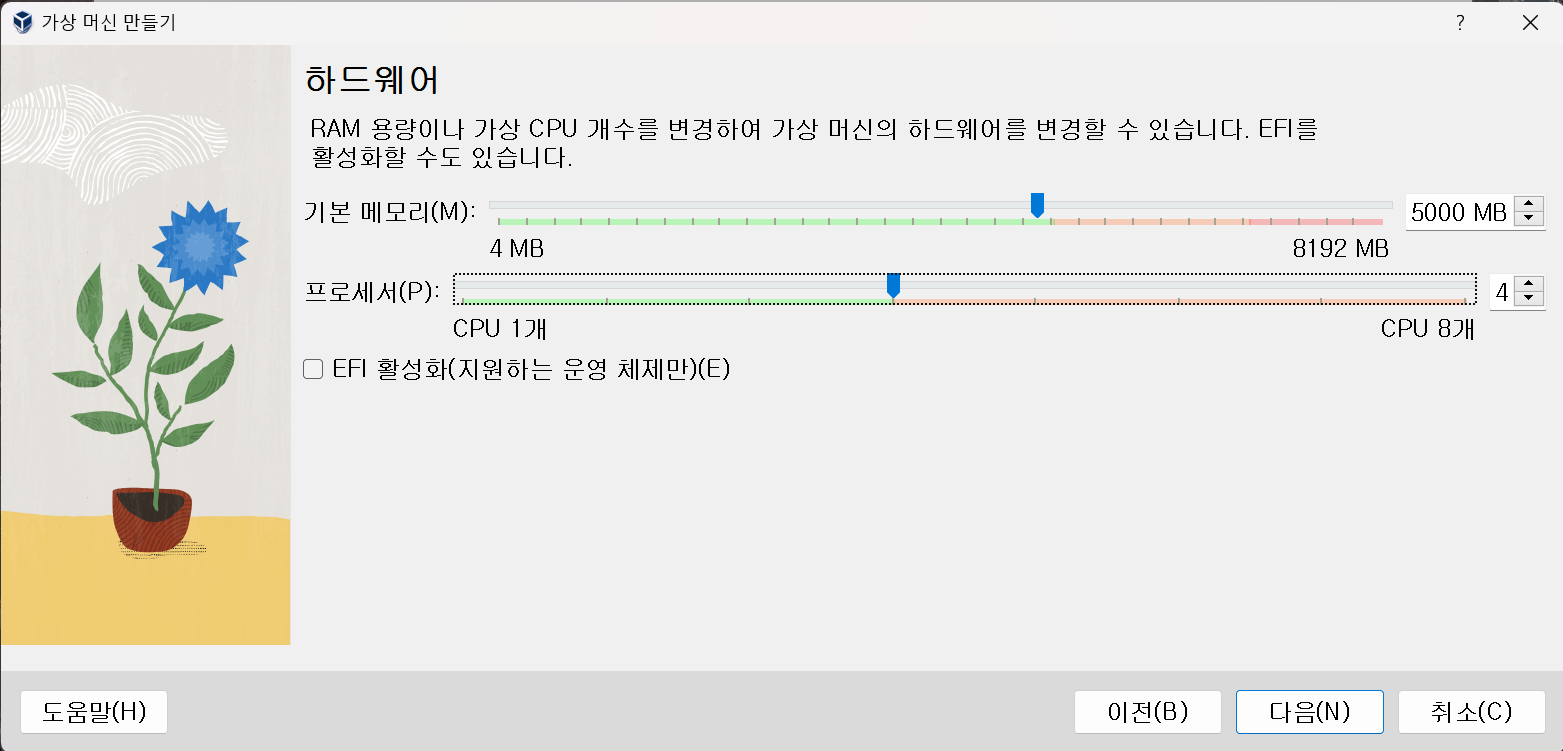 가상 머신 만들기
?
하드웨어
RAM 용량이나 가상 CPU 개수를 변경하여 가상 머신의 하드웨어를 변경할 수 있습니다. EFI를
활성화할 수도 있습니다.
기본 메모리(M): 5000 MB
4 MB 8192 MB
프로세서(P): 4
CPU 1개 CPU 8개
EFI 활성화(지원하는 운영 체제만)(E)
도움말(H) 이전(B) 다음(N) 취소(C)